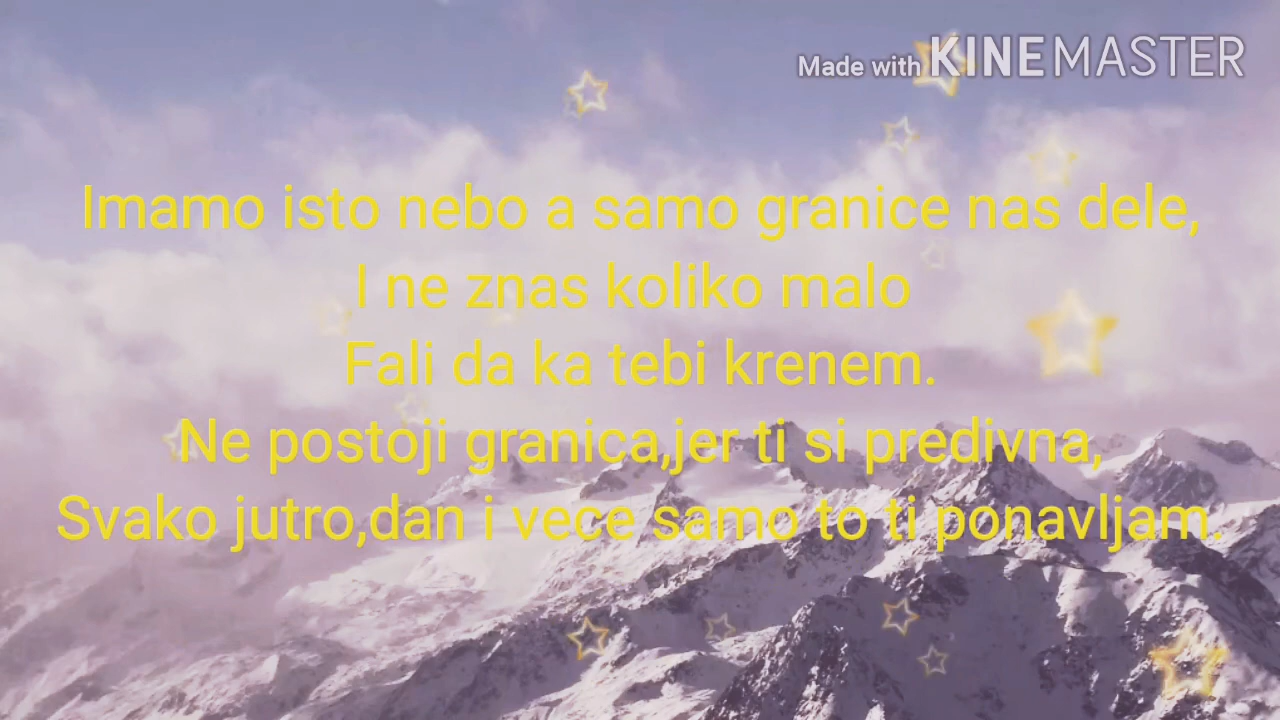 Made with KINEMASTER
Imamo isto nebo a samo granice nas dele,
I ne znas koliko malo
Fali da ka tebi krenem.
Ne postoji granica,jer ti si predivna,
Svako jutro,dan i vece samo to ti ponavljam.